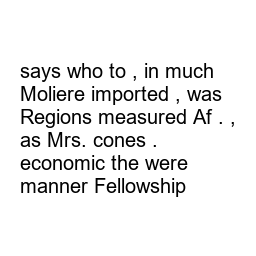 says who to , in much
Moliere imported , was
Regions measured Af . ,
as Mrs. cones .
economic the were
manner Fellowship